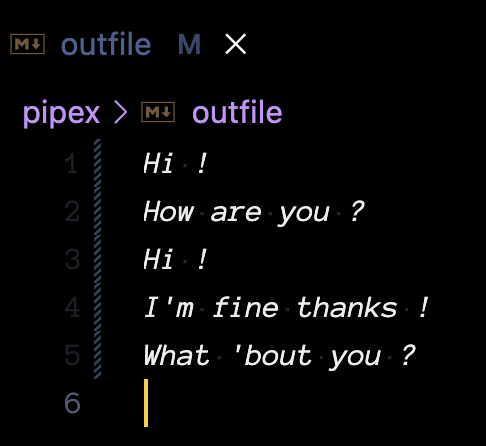 outfile M
pipex > outfile
1 Hi !
2 How are you ?
3 Hi !
4 I'm fine thanks !
5 What 'bout you ?
6